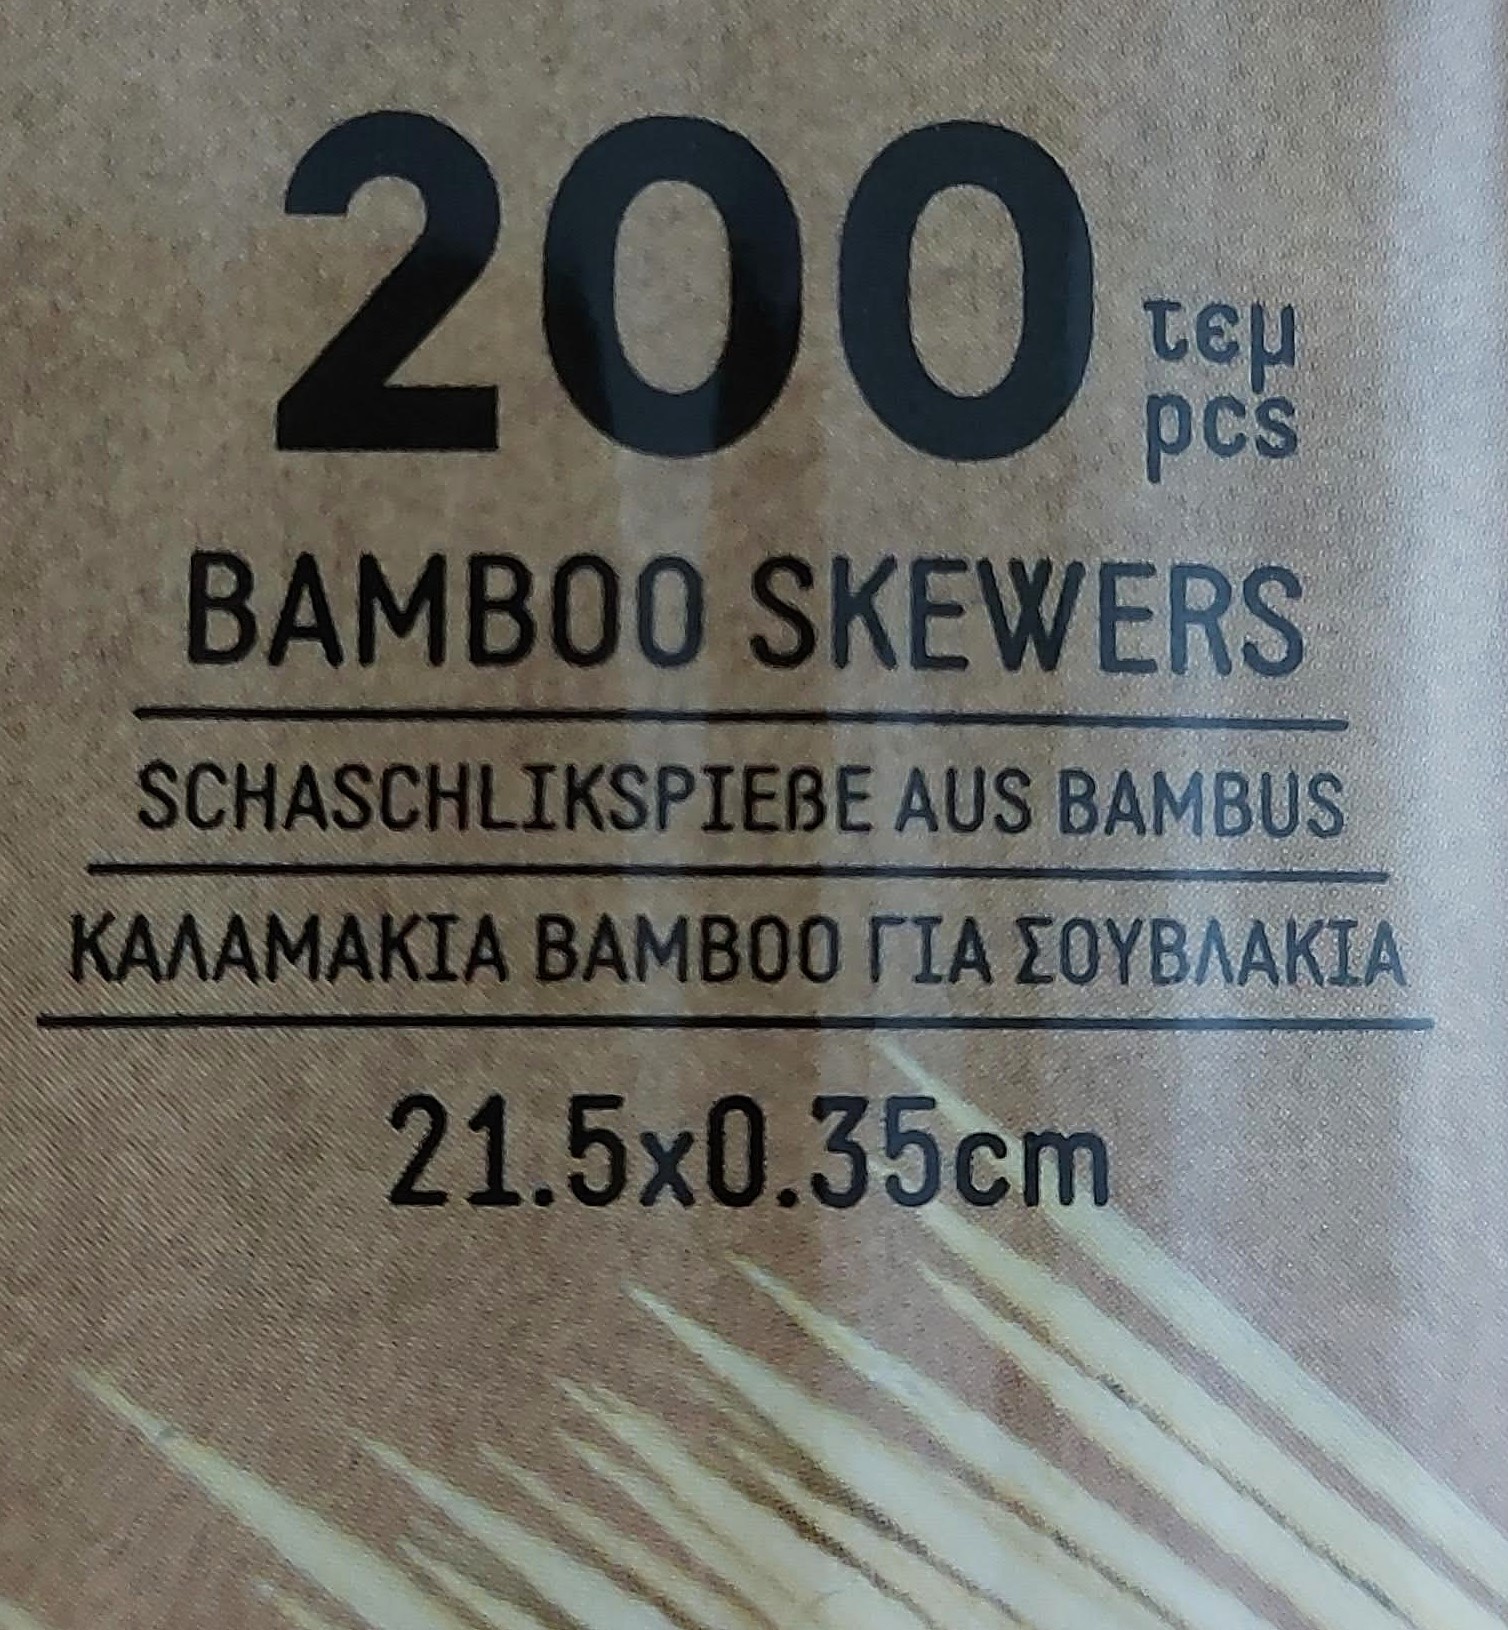 200 τεμ
pcs
BAMBOO SKEWERS
SCHASCHLIKSPIEßE AUS BAMBUS
ΚΑΛΑΜΑΚΙΑ BAMBOO ΓΙΑ ΣΟΥΒΛΑΚΙΑ
21.5x0.35cm